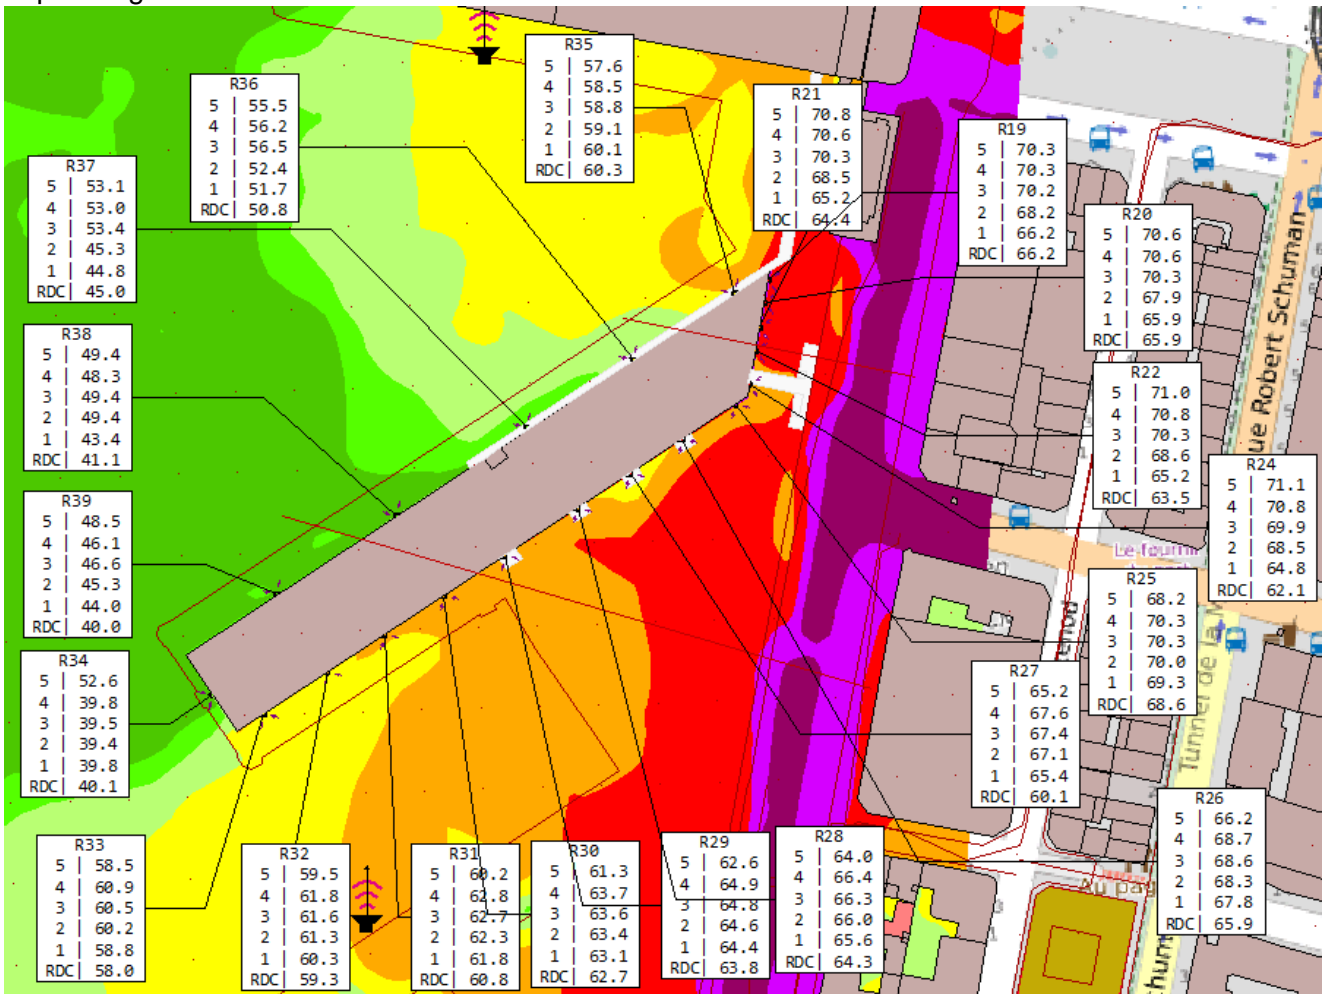 R35
5 | 57.6
4 | 58.5
3 | 58.8
2 | 59.1
1 | 60.1
RDC| 60.3
R36
5 | 55.5
4 | 56.2
3 | 56.5
2 | 52.4
1 | 51.7
RDC| 50.8
R21
5 | 70.8
4 | 70.6
3 | 70.3
2 | 68.5
1 | 65.2
RDC| 64.4
R19
5 | 70.3
4 | 70.3
3 | 70.2
2 | 68.2
1 | 66.2
RDC| 66.2
R37
5 | 53.1
4 | 53.0
3 | 53.4
2 | 45.3
1 | 44.8
RDC| 45.0
R20
5 | 70.6
4 | 70.6
3 | 70.3
2 | 67.9
1 | 65.9
RDC| 65.9
ue Robert Schuman
R38
5 | 49.4
4 | 48.3
3 | 49.4
2 | 49.4
1 | 43.4
RDC| 41.1
R22
5 | 71.0
4 | 70.8
3 | 70.3
2 | 68.6
1 | 65.2
RDC| 63.5
R24
5 | 71.1
4 | 70.8
3 | 69.9
2 | 68.5
1 | 64.8
RDC| 62.1
R39
5 | 48.5
4 | 46.1
3 | 46.6
2 | 45.3
1 | 44.0
RDC| 40.0
Le fourni
R25
5 | 68.2
4 | 70.3
3 | 70.3
2 | 70.0
1 | 69.3
RDC| 68.6
enou
Tunnel de la M
R34
5 | 52.6
4 | 39.8
3 | 39.5
2 | 39.4
1 | 39.8
RDC| 40.1
R27
5 | 65.2
4 | 67.6
3 | 67.4
2 | 67.1
1 | 65.4
RDC| 60.1
R26
5 | 66.2
4 | 68.7
3 | 68.6
2 | 68.3
1 | 67.8
RDC| 65.9
Au pag
chum
R33
5 | 58.5
4 | 60.9
3 | 60.5
2 | 60.2
1 | 58.8
RDC| 58.0
R32
5 | 59.5
4 | 61.8
3 | 61.6
2 | 61.3
1 | 60.3
RDC| 59.3
R31
5 | 60.2
4 | 62.8
3 | 62.7
2 | 62.3
1 | 61.8
RDC| 60.8
R30
5 | 61.3
4 | 63.7
3 | 63.6
2 | 63.4
1 | 63.1
RDC| 62.7
R29
5 | 62.6
4 | 64.9
3 | 64.8
2 | 64.6
1 | 64.4
RDC| 63.8
R28
5 | 64.0
4 | 66.4
3 | 66.3
2 | 66.0
1 | 65.6
RDC| 64.3